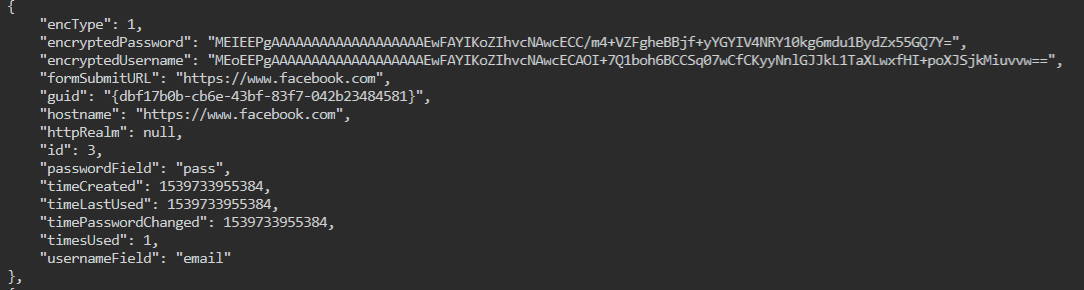 {
"encType": 1,
"encryptedPassword": "MEIEEPgAAAAAAAAAAAAAAAAAAAEwFAYIKoZIhvcNAwcECC/m4+VZFgheBBjf+yYGYIV4NRY10kg6mdu1BydZx55GQ7Y=",
"encryptedUsername": "MEoEEPgAAAAAAAAAAAAAAAAAAAEwFAYIKoZIhvcNAwcECAOI+7Q1boh6BCCSq07wCfCKyyNnlGJJkL1TaXLwxfHI+poXJSjkMiuvvw==",
"formSubmitURL": "https://www.facebook.com",
"guid": "{dbf17b0b-cb6e-43bf-83f7-042b23484581}",
"hostname": "https://www.facebook.com",
"httpRealm": null,
"id": 3,
"passwordField": "pass",
"timeCreated": 1539733955384,
"timeLastUsed": 1539733955384,
"timePasswordChanged": 1539733955384,
"timesUsed": 1,
"usernameField": "email"
},